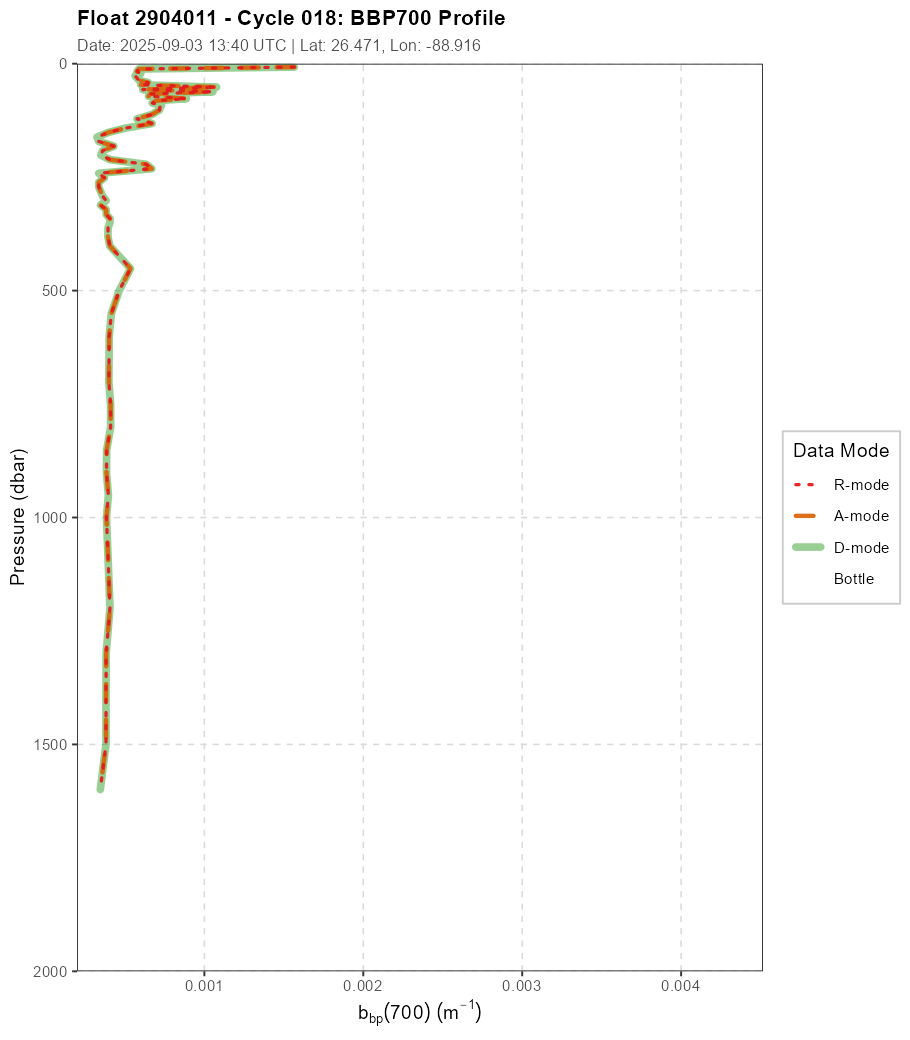 Float 2904011 - Cycle 018: BBP700 Profile
Date: 2025-09-03 13:40 UTC | Lat: 26.471, Lon: -88.916
0
500
1000
1500
2000
Pressure (dbar)
0.001 0.002 0.003 0.004
b_bp(700) (m⁻¹)
Data Mode
R-mode
A-mode
D-mode
Bottle